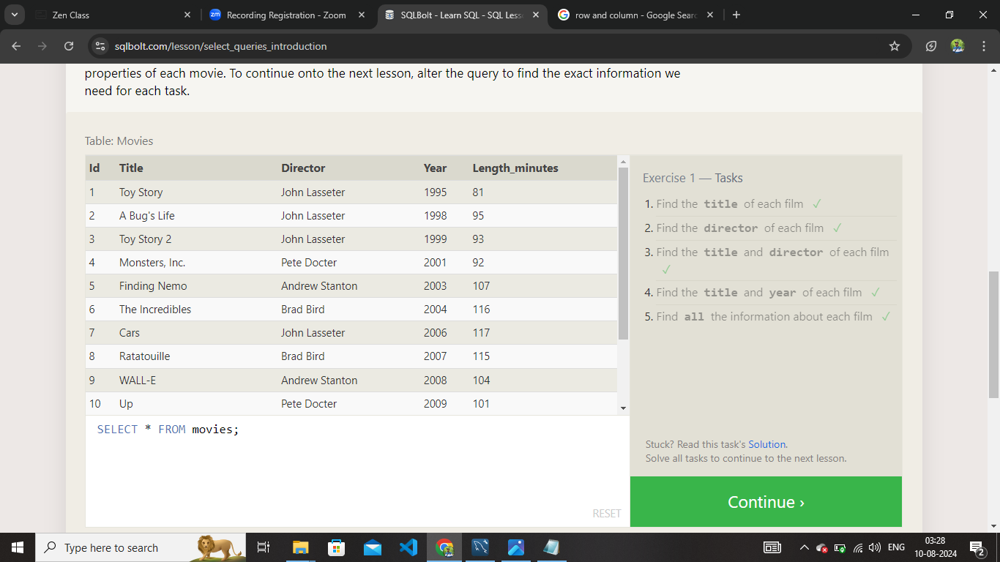 Zen Class
zm Recording Registration - Zoom
SQLBolt - Learn SQL - SQL Less
row and column - Google Searc
sqlbolt.com/lesson/select_queries_introduction
properties of each movie. To continue onto the next lesson, alter the query to find the exact information we
need for each task.
Table: Movies
Id Title Director Year Length_minutes
1 Toy Story John Lasseter 1995 81
2 A Bug's Life John Lasseter 1998 95
3 Toy Story 2 John Lasseter 1999 93
4 Monsters, Inc. Pete Docter 2001 92
5 Finding Nemo Andrew Stanton 2003 107
6 The Incredibles Brad Bird 2004 116
7 Cars John Lasseter 2006 117
8 Ratatouille Brad Bird 2007 115
9 WALL-E Andrew Stanton 2008 104
10 Up Pete Docter 2009 101
SELECT * FROM movies;
RESET
Exercise 1 — Tasks
1. Find the title of each film ✓
2. Find the director of each film ✓
3. Find the title and director of each film
✓
4. Find the title and year of each film ✓
5. Find all the information about each film ✓
Stuck? Read this task's Solution.
Solve all tasks to continue to the next lesson.
Continue ›
Type here to search
ENG
03:28
10-08-2024
2